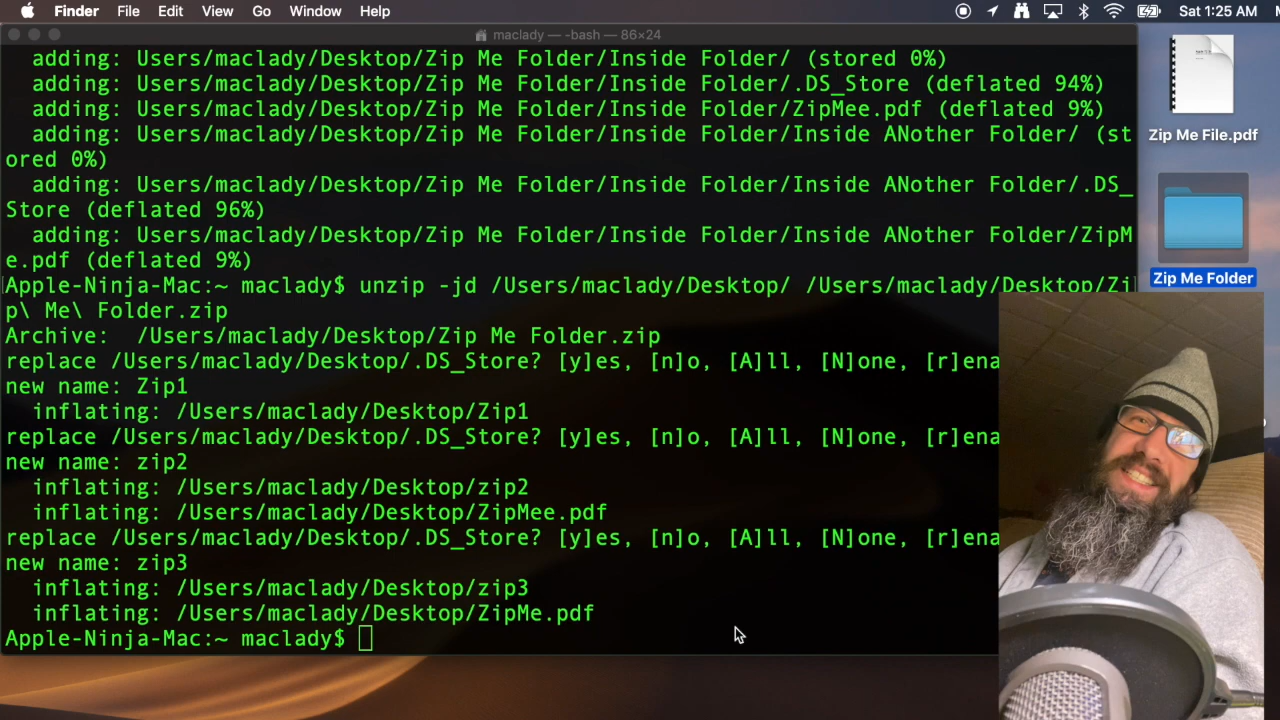 Finder File Edit View Go Window Help Sat 1:25 AM
maclady — -bash — 86×24
adding: Users/maclady/Desktop/Zip Me Folder/Inside Folder/ (stored 0%)
adding: Users/maclady/Desktop/Zip Me Folder/Inside Folder/.DS_Store (deflated 94%)
adding: Users/maclady/Desktop/Zip Me Folder/Inside Folder/ZipMee.pdf (deflated 9%)
adding: Users/maclady/Desktop/Zip Me Folder/Inside Folder/Inside ANother Folder/ (st
ored 0%)
adding: Users/maclady/Desktop/Zip Me Folder/Inside Folder/Inside ANother Folder/.DS_
Store (deflated 96%)
adding: Users/maclady/Desktop/Zip Me Folder/Inside Folder/Inside ANother Folder/ZipM
e.pdf (deflated 9%)
Apple-Ninja-Mac:~ maclady$ unzip -jd /Users/maclady/Desktop/ /Users/maclady/Desktop/Zi
p\ Me\ Folder.zip
Archive: /Users/maclady/Desktop/Zip Me Folder.zip
replace /Users/maclady/Desktop/.DS_Store? [y]es, [n]o, [A]ll, [N]one, [r]ena
new name: Zip1
inflating: /Users/maclady/Desktop/Zip1
replace /Users/maclady/Desktop/.DS_Store? [y]es, [n]o, [A]ll, [N]one, [r]ena
new name: zip2
inflating: /Users/maclady/Desktop/zip2
inflating: /Users/maclady/Desktop/ZipMee.pdf
replace /Users/maclady/Desktop/.DS_Store? [y]es, [n]o, [A]ll, [N]one, [r]ena
new name: zip3
inflating: /Users/maclady/Desktop/zip3
inflating: /Users/maclady/Desktop/ZipMe.pdf
Apple-Ninja-Mac:~ maclady$
Zip Me File.pdf
Zip Me Folder